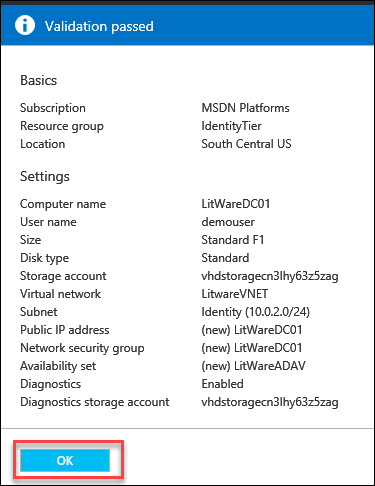 Validation passed
Basics
Subscription MSDN Platforms
Resource group IdentityTier
Location South Central US
Settings
Computer name LitWareDC01
User name demouser
Size Standard F1
Disk type Standard
Storage account vhdstoragecn3lhy63z5zag
Virtual network LitwareVNET
Subnet Identity (10.0.2.0/24)
Public IP address (new) LitWareDC01
Network security group (new) LitWareDC01
Availability set (new) LitWareADAV
Diagnostics Enabled
Diagnostics storage account vhdstoragecn3lhy63z5zag
OK